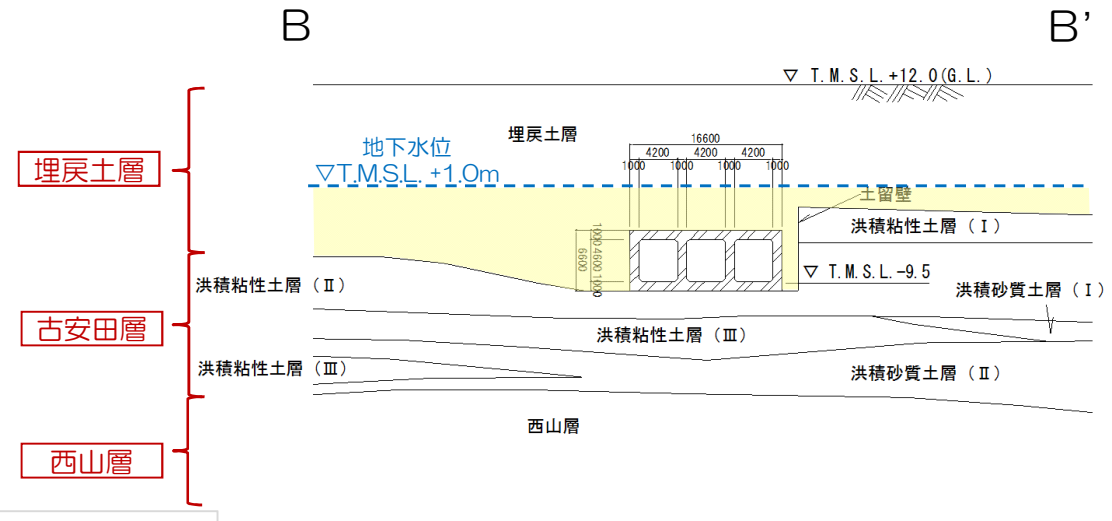 B
B’
▽ T.M.S.L.+12.0(G.L.)
埋戻土層
16600
4200 4200 4200
1000 1000 1000 1000
地下水位
▽T.M.S.L. +1.0m
埋戻土層
土留壁
洪積粘性土層(Ⅰ)
1000
4600
1000
6600
▽ T.M.S.L.-9.5
洪積粘性土層(Ⅱ)
洪積砂質土層(Ⅰ)
古安田層
洪積粘性土層(Ⅲ)
洪積粘性土層(Ⅲ)
洪積砂質土層(Ⅱ)
西山層
西山層